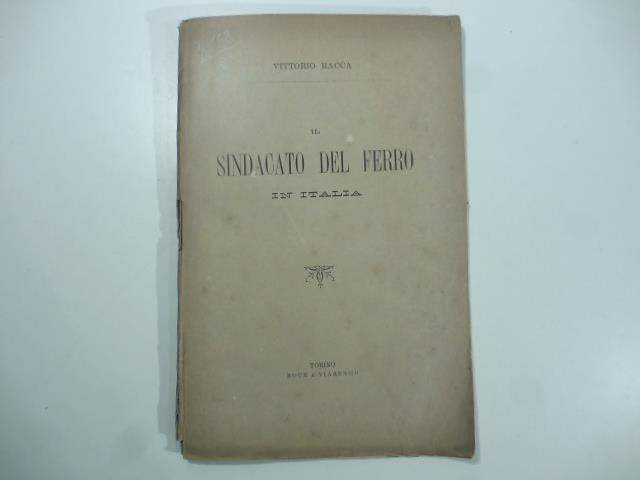 VITTORIO RACCA
IL
SINDACATO DEL FERRO
IN ITALIA
TORINO
ROUX e VIARENGO